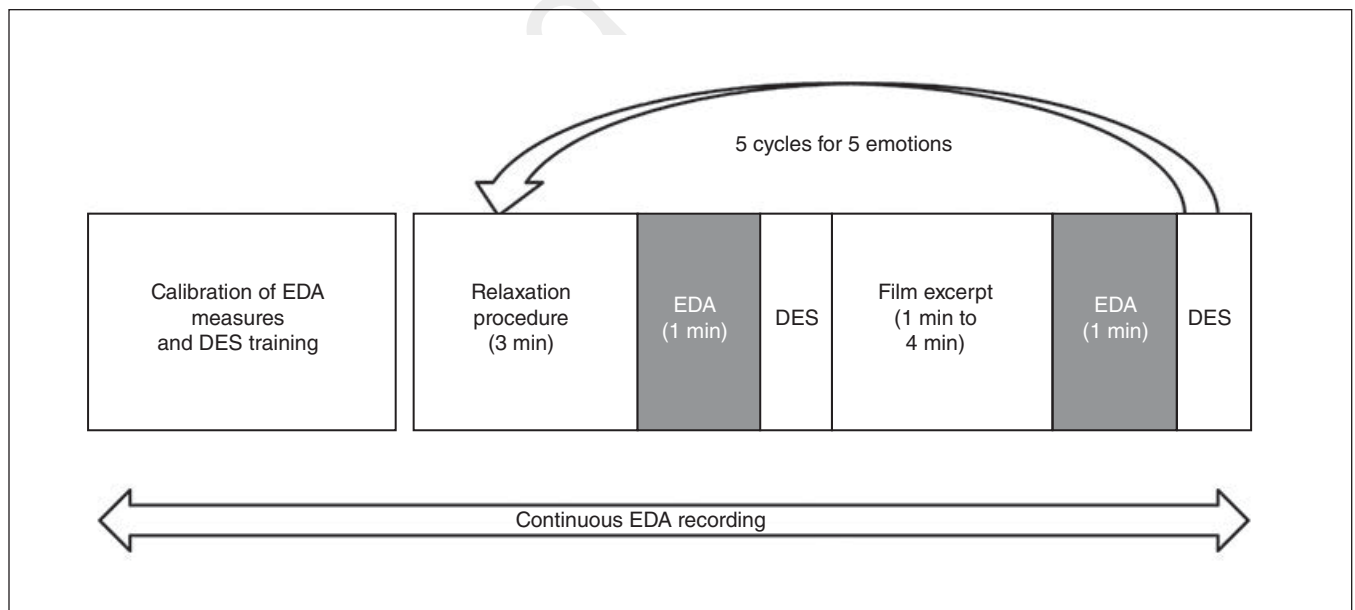 5 cycles for 5 emotions
Calibration of EDA
measures
and DES training
Relaxation
procedure
(3 min)
EDA
(1 min)
DES
Film excerpt
(1 min to
4 min)
EDA
(1 min)
DES
Continuous EDA recording